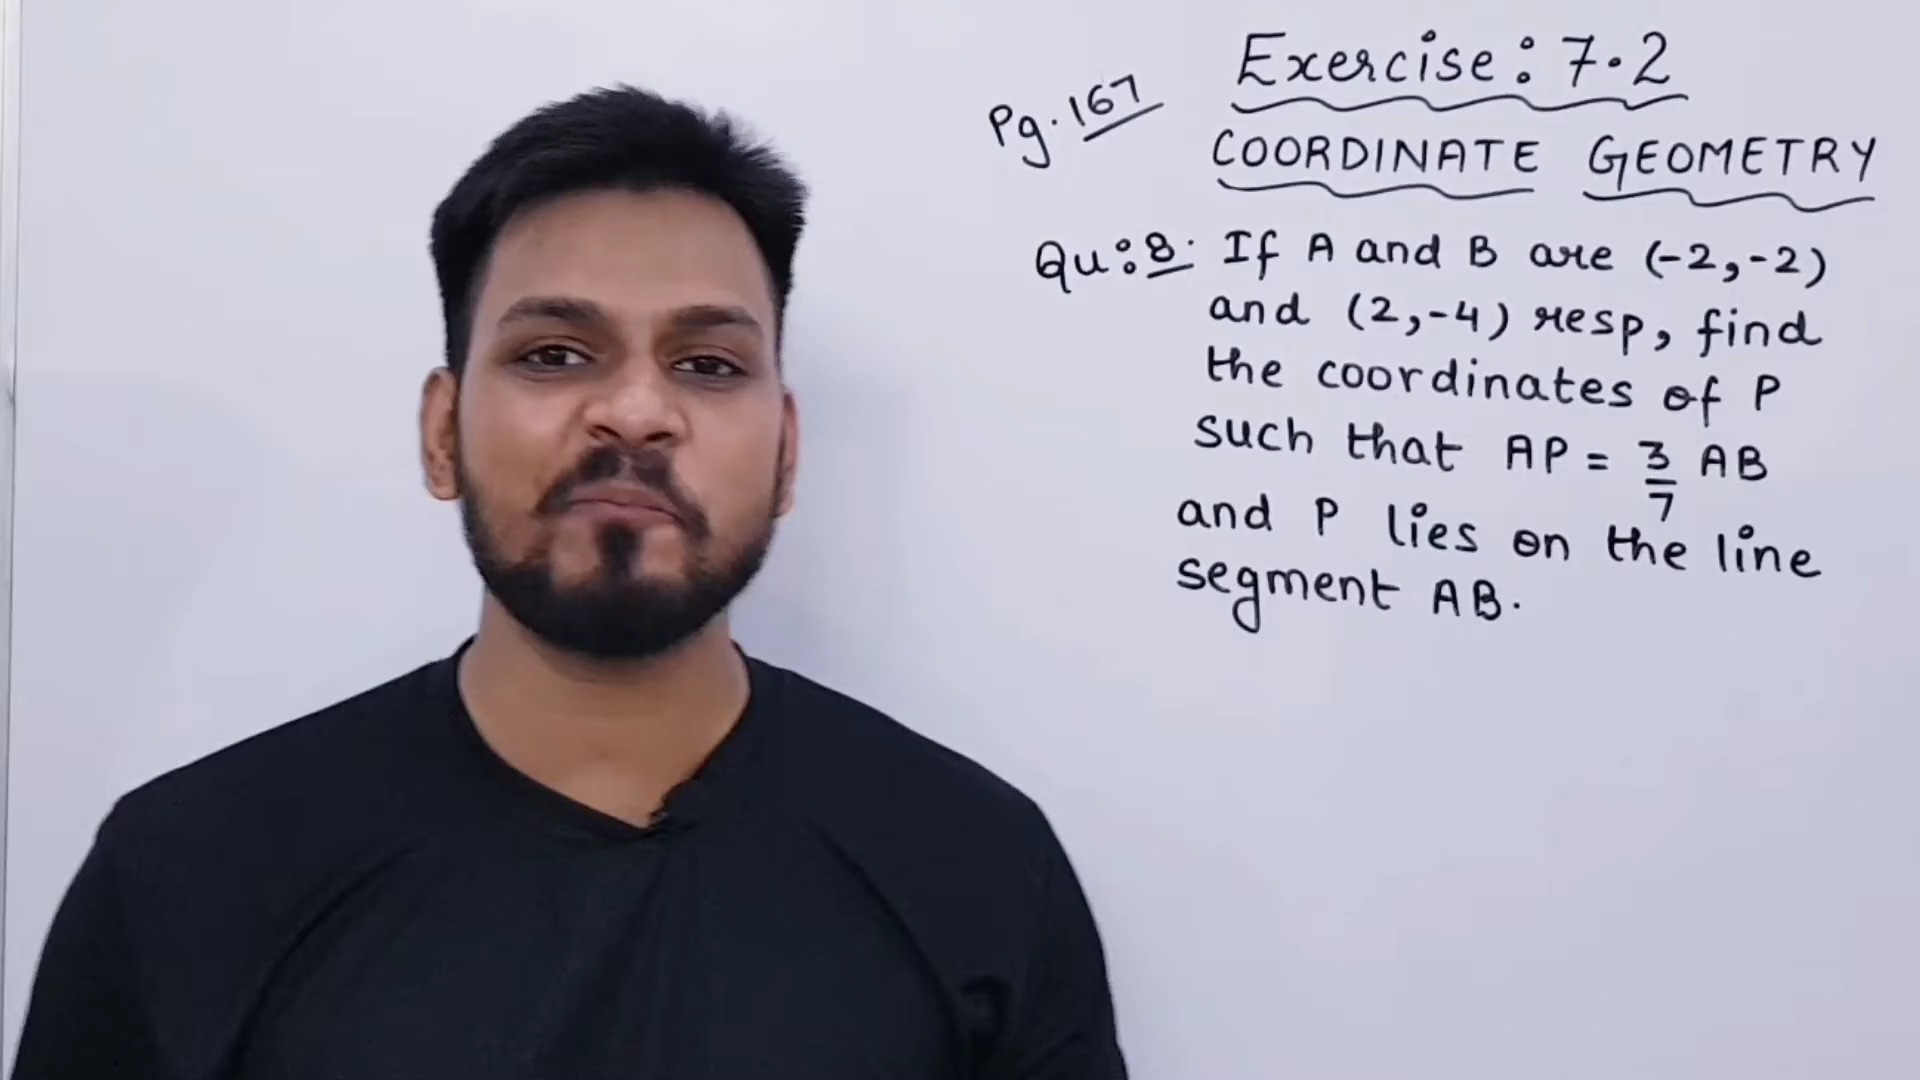 Exercise: 7.2
Pg. 167
COORDINATE GEOMETRY
Qu:8. If A and B are (-2,-2)
and (2,-4) resp, find
the coordinates of P
such that AP = 3/7 AB
and P lies on the line
segment AB.